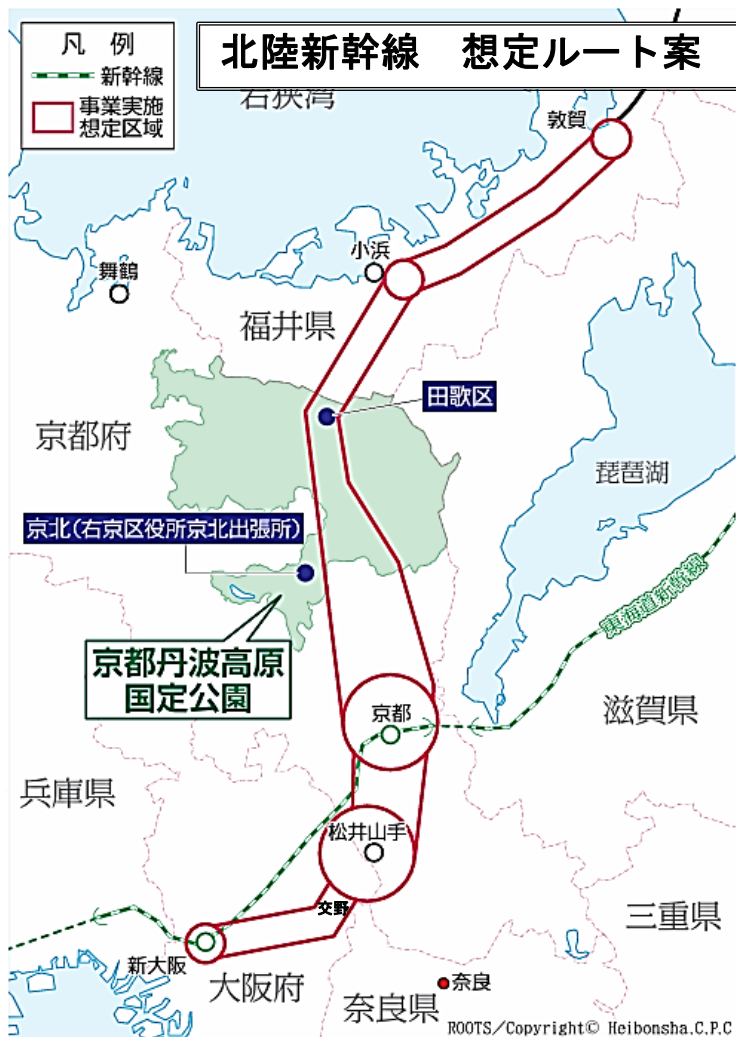 凡 例
新幹線
事業実施
想定区域
北陸新幹線 想定ルート案
若狭湾
敦賀
小浜
舞鶴
福井県
田歌区
京都府
琵琶湖
京北(右京区役所京北出張所)
東海道新幹線
京都丹波高原
国定公園
京都
滋賀県
兵庫県
松井山手
交野
三重県
新大阪
大阪府
奈良
奈良県
ROOTS/Copyright© Heibonsha.C.P.C